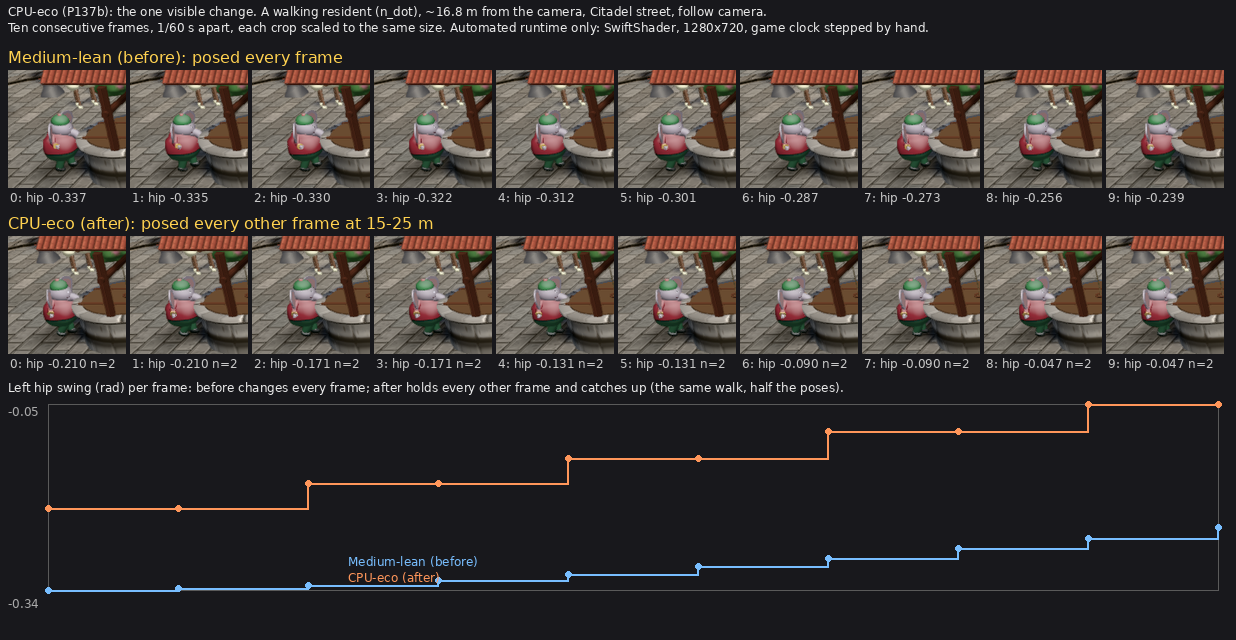 CPU-eco (P137b): the one visible change. A walking resident (n_dot), ~16.8 m from the camera, Citadel street, follow camera.
Ten consecutive frames, 1/60 s apart, each crop scaled to the same size. Automated runtime only: SwiftShader, 1280x720, game clock stepped by hand.
Medium-lean (before): posed every frame
0: hip -0.337 1: hip -0.335 2: hip -0.330 3: hip -0.322 4: hip -0.312 5: hip -0.301 6: hip -0.287 7: hip -0.273 8: hip -0.256 9: hip -0.239
CPU-eco (after): posed every other frame at 15-25 m
0: hip -0.210 n=2 1: hip -0.210 n=2 2: hip -0.171 n=2 3: hip -0.171 n=2 4: hip -0.131 n=2 5: hip -0.131 n=2 6: hip -0.090 n=2 7: hip -0.090 n=2 8: hip -0.047 n=2 9: hip -0.047 n=2
Left hip swing (rad) per frame: before changes every frame; after holds every other frame and catches up (the same walk, half the poses).
-0.05
Medium-lean (before)
CPU-eco (after)
-0.34